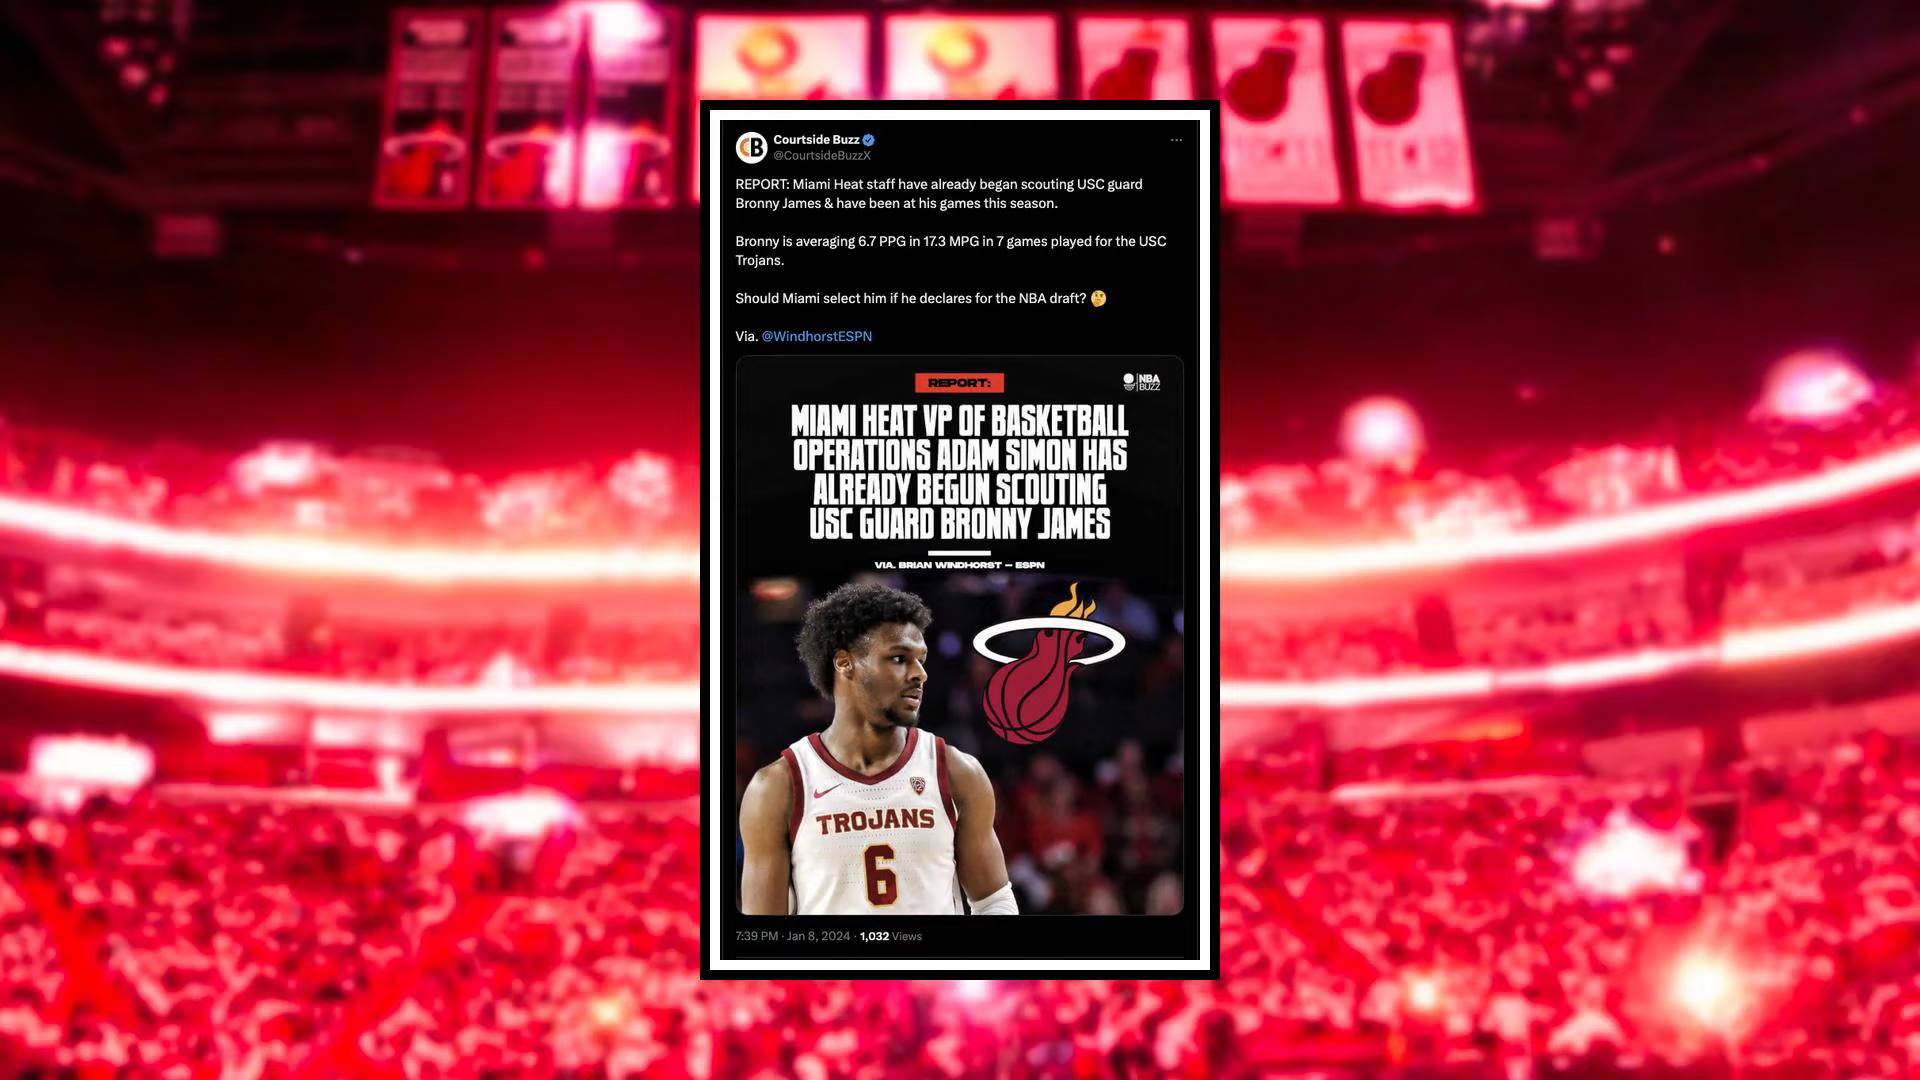 Courtside Buzz
@CourtsideBuzzX
REPORT: Miami Heat staff have already began scouting USC guard
Bronny James & have been at his games this season.
Bronny is averaging 6.7 PPG in 17.3 MPG in 7 games played for the USC
Trojans.
Should Miami select him if he declares for the NBA draft? 🤔
Via. @WindhorstESPN
REPORT:
NBA
BUZZ
MIAMI HEAT VP OF BASKETBALL
OPERATIONS ADAM SIMON HAS
ALREADY BEGUN SCOUTING
USC GUARD BRONNY JAMES
VIA. BRIAN WINDHORST – ESPN
TROJANS
6
7:39 PM · Jan 8, 2024 · 1,032 Views